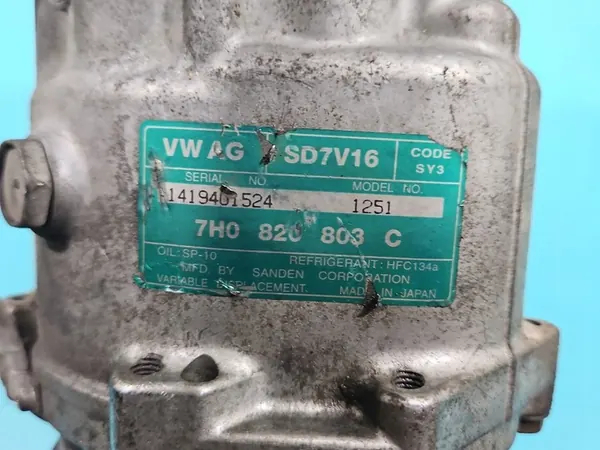 VW AG SD7V16 CODE
SY3
SERIAL NO. MODEL NO.
1419401524 1251
7H0 820 803 C
OIL: SP-10 REFRIGERANT: HFC134a
MFD BY SANDEN CORPORATION
VARIABLE DISPLACEMENT. MADE IN JAPAN